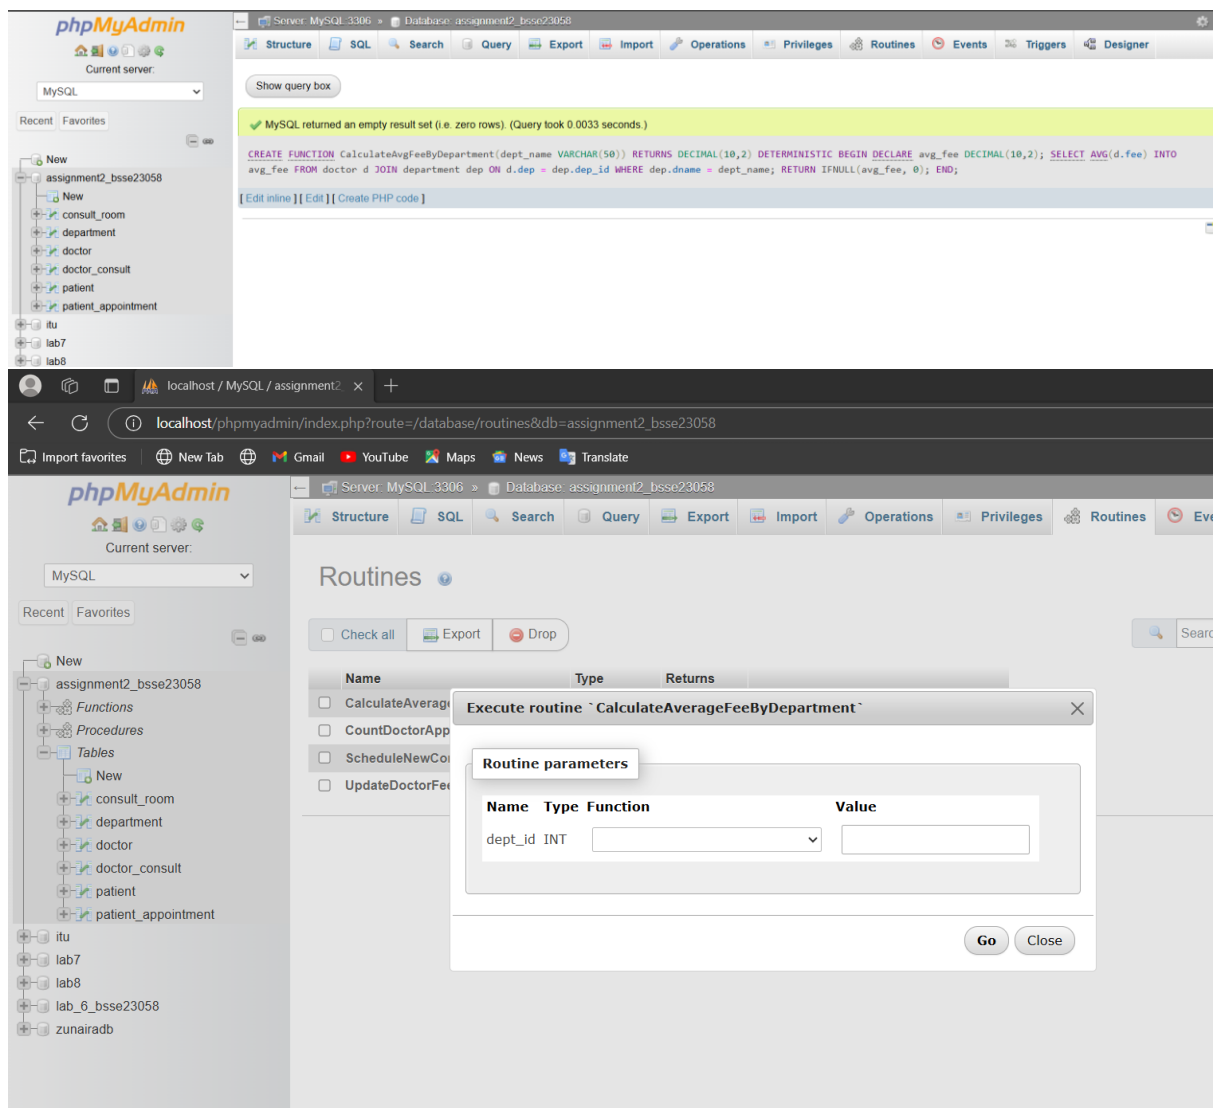 phpMyAdmin
Current server:
MySQL
Recent Favorites
New
assignment2_bsse23058
New
consult_room
department
doctor
doctor_consult
patient
patient_appointment
itu
lab7
lab8
Server: MySQL:3306 » Database: assignment2_bsse23058
Structure SQL Search Query Export Import Operations Privileges Routines Events Triggers Designer
Show query box
MySQL returned an empty result set (i.e. zero rows). (Query took 0.0033 seconds.)
CREATE FUNCTION CalculateAvgFeeByDepartment(dept_name VARCHAR(50)) RETURNS DECIMAL(10,2) DETERMINISTIC BEGIN DECLARE avg_fee DECIMAL(10,2); SELECT AVG(d.fee) INTO
avg_fee FROM doctor d JOIN department dep ON d.dep = dep.dep_id WHERE dep.dname = dept_name; RETURN IFNULL(avg_fee, 0); END;
[ Edit inline ] [ Edit ] [ Create PHP code ]
localhost / MySQL / assignment2
localhost/phpmyadmin/index.php?route=/database/routines&db=assignment2_bsse23058
Import favorites New Tab Gmail YouTube Maps News Translate
phpMyAdmin
Current server:
MySQL
Recent Favorites
New
assignment2_bsse23058
Functions
Procedures
Tables
New
consult_room
department
doctor
doctor_consult
patient
patient_appointment
itu
lab7
lab8
lab_6_bsse23058
zunairadb
Server: MySQL:3306 » Database: assignment2_bsse23058
Structure SQL Search Query Export Import Operations Privileges Routines Eve
Routines
Check all Export Drop
Searc
Name Type Returns
CalculateAverage
CountDoctorApp
ScheduleNewCo
UpdateDoctorFee
Execute routine `CalculateAverageFeeByDepartment`
Routine parameters
Name Type Function Value
dept_id INT
Go Close